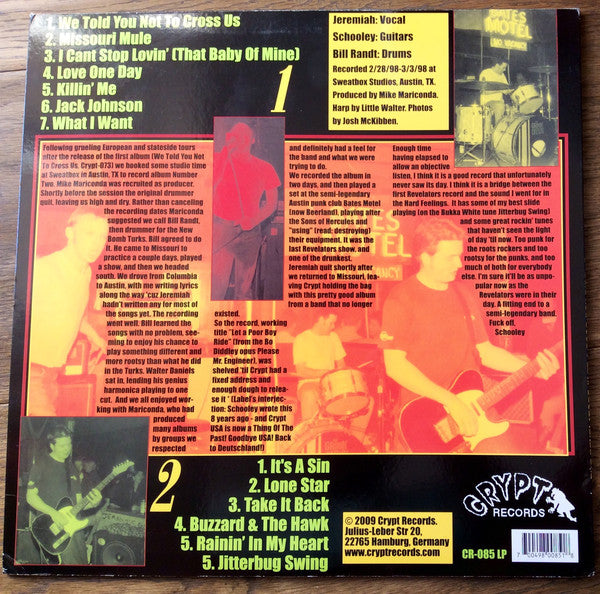 1. We Told You Not To Cross Us
2. Missouri Mule
3. I Cant Stop Lovin' (That Baby Of Mine)
4. Love One Day
5. Killin' Me
6. Jack Johnson
7. What I Want
1
Jeremiah: Vocal
Schooley: Guitars
Bill Randt: Drums
Recorded 2/28/98-3/3/98 at
Sweatbox Studios, Austin, TX.
Produced by Mike Mariconda.
Harp by Little Walter. Photos
by Josh McKibben.
BATES
MOTEL
NO VACANCY
Following grueling European and stateside tours
after the release of the first album (We Told You Not
To Cross Us, Crypt-073) we hooked some studio time
at Sweatbox in Austin, TX to record album Number
Two. Mike Mariconda was recruited as producer.
Shortly before the session the original drummer
quit, leaving us high and dry. Rather than canceling
the recording dates Mariconda
suggested we call Bill Randt,
then drummer for the New
Bomb Turks. Bill agreed to do
it. He came to Missouri to
practice a couple days, played
a show, and then we headed
south. We drove from Columbia
to Austin, with me writing lyrics
along the way 'cuz Jeremiah
hadn't written any for most of
the songs yet. The recording
went well. Bill learned the
songs with no problem, see-
ming to enjoy his chance to
play something different and
more rootsy than what he did
in the Turks. Walter Daniels
sat in, lending his genius
harmonica playing to one
cut. And we all enjoyed wor-
king with Mariconda, who had
produced
many albums
by groups we
respected
and definitely had a feel for
the band and what we were
trying to do.
We recorded the album in
two days, and then played a
set at the semi-legendary
Austin punk club Bates Motel
(now Beerland), playing after
the Sons of Hercules and
"using" (read: destroying)
their equipment. It was the
last Revelators show, and
one of the drunkest.
Jeremiah quit shortly after
we returned to Missouri, lea-
ving Crypt holding the bag
with this pretty good album
from a band that no longer
existed.
So the record, working
title "Let a Poor Boy
Ride" (from the Bo
Diddley opus Please
Mr. Engineer), was
shelved 'til Crypt had a
fixed address and
enough dough to relea-
se it ' (Label's interjec-
tion: Schooley wrote this
8 years ago - and Crypt
USA is now a Thing Of The
Past! Goodbye USA! Back
to Deutschland!)
Enough time
having elapsed to
allow an objective
listen, I think it is a good record that unfortunately
never saw its day. I think it is a bridge between the
first Revelators record and the sound I went for in
the Hard Feelings. It has some of my best slide
playing (on the Bukka White tune Jitterbug Swing)
and some great rockin' tunes
that haven't seen the light
of day 'til now. Too punk for
the roots rockers and too
rootsy for the punks, and too
much of both for everybody
else. I'm sure it'll be as unpo-
pular now as the
Revelators were in their
day. A fitting end to a
semi-legendary band.
Fuck off,
Schooley
2
1. It's A Sin
2. Lone Star
3. Take It Back
4. Buzzard & The Hawk
5. Rainin' In My Heart
5. Jitterbug Swing
© 2009 Crypt Records.
Julius-Leber Str 20,
22765 Hamburg, Germany
www.cryptrecords.com
CRYPT
RECORDS
CR-085 LP
7 00498 00851 8